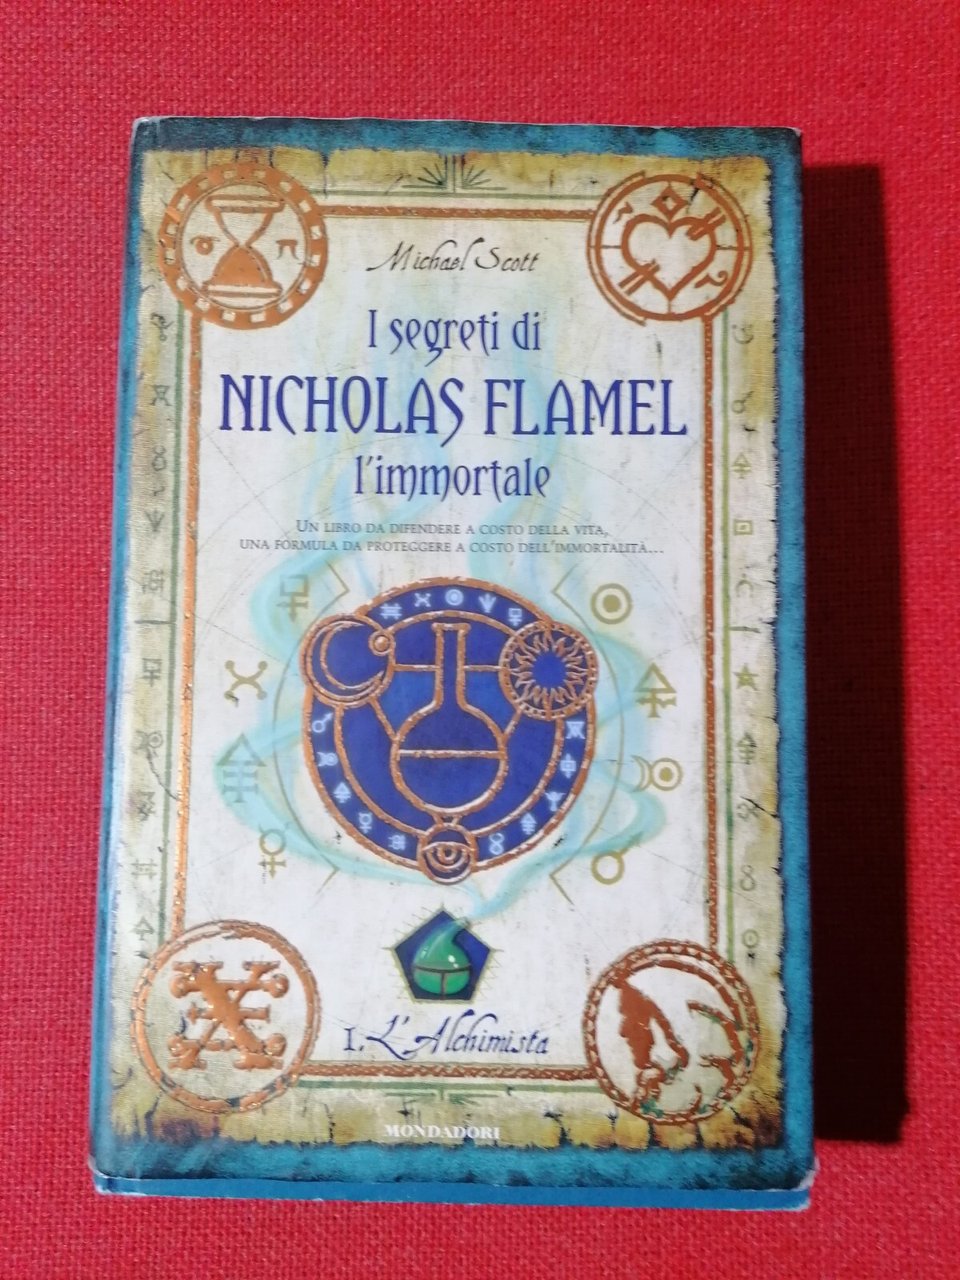 Michael Scott
I segreti di
NICHOLAS FLAMEL
l'immortale
UN LIBRO DA DIFENDERE A COSTO DELLA VITA,
UNA FORMULA DA PROTEGGERE A COSTO DELL'IMMORTALITÀ...
I. L'Alchimista
MONDADORI